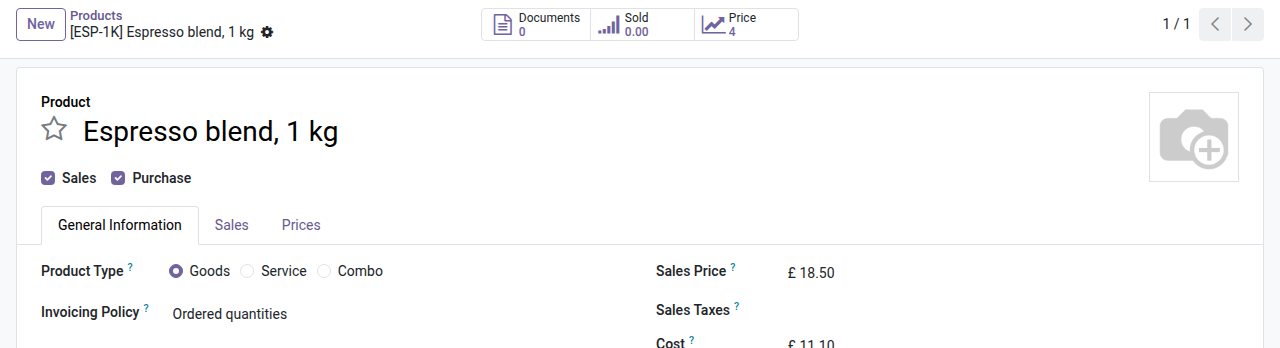 New
Products
[ESP-1K] Espresso blend, 1 kg
Documents
0
Sold
0.00
Price
4
1 / 1
Product
Espresso blend, 1 kg
Sales
Purchase
General Information
Sales
Prices
Product Type ?
Goods
Service
Combo
Sales Price ?
£ 18.50
Invoicing Policy ?
Ordered quantities
Sales Taxes ?
Cost ?
£ 11.10